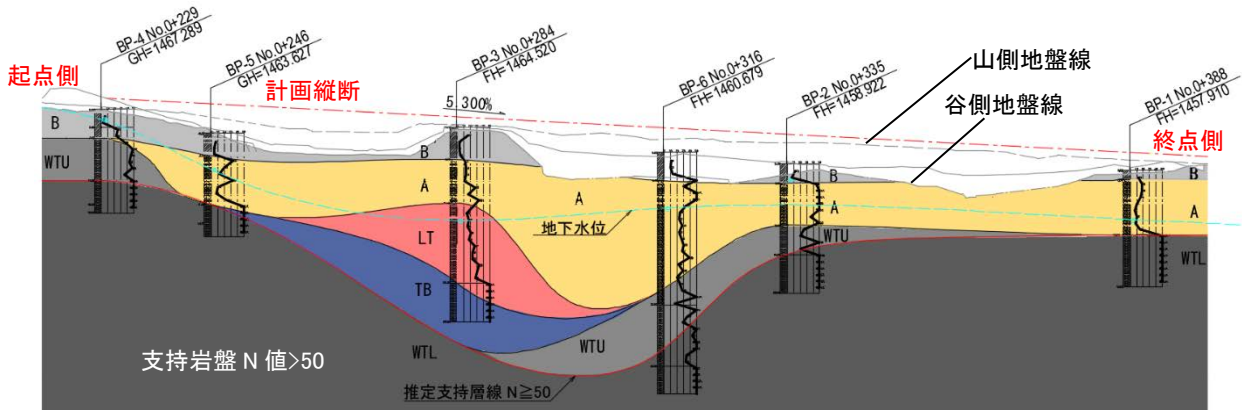 BP-4 No.0+229
GH=1467.289
BP-5 No.0+246
GH=1463.627
BP-3 No.0+284
FH=1464.520
BP-6 No.0+316
FH=1460.679
BP-2 No.0+335
FH=1458.922
BP-1 No.0+388
FH=1457.910
起点側
計画縦断
5.300%
山側地盤線
谷側地盤線
終点側
B
WTU
B
A
LT
TB
WTL
A
地下水位
B
A
WTU
B
A
WTL
WTU
支持岩盤 N 値>50
推定支持層線 N≧50